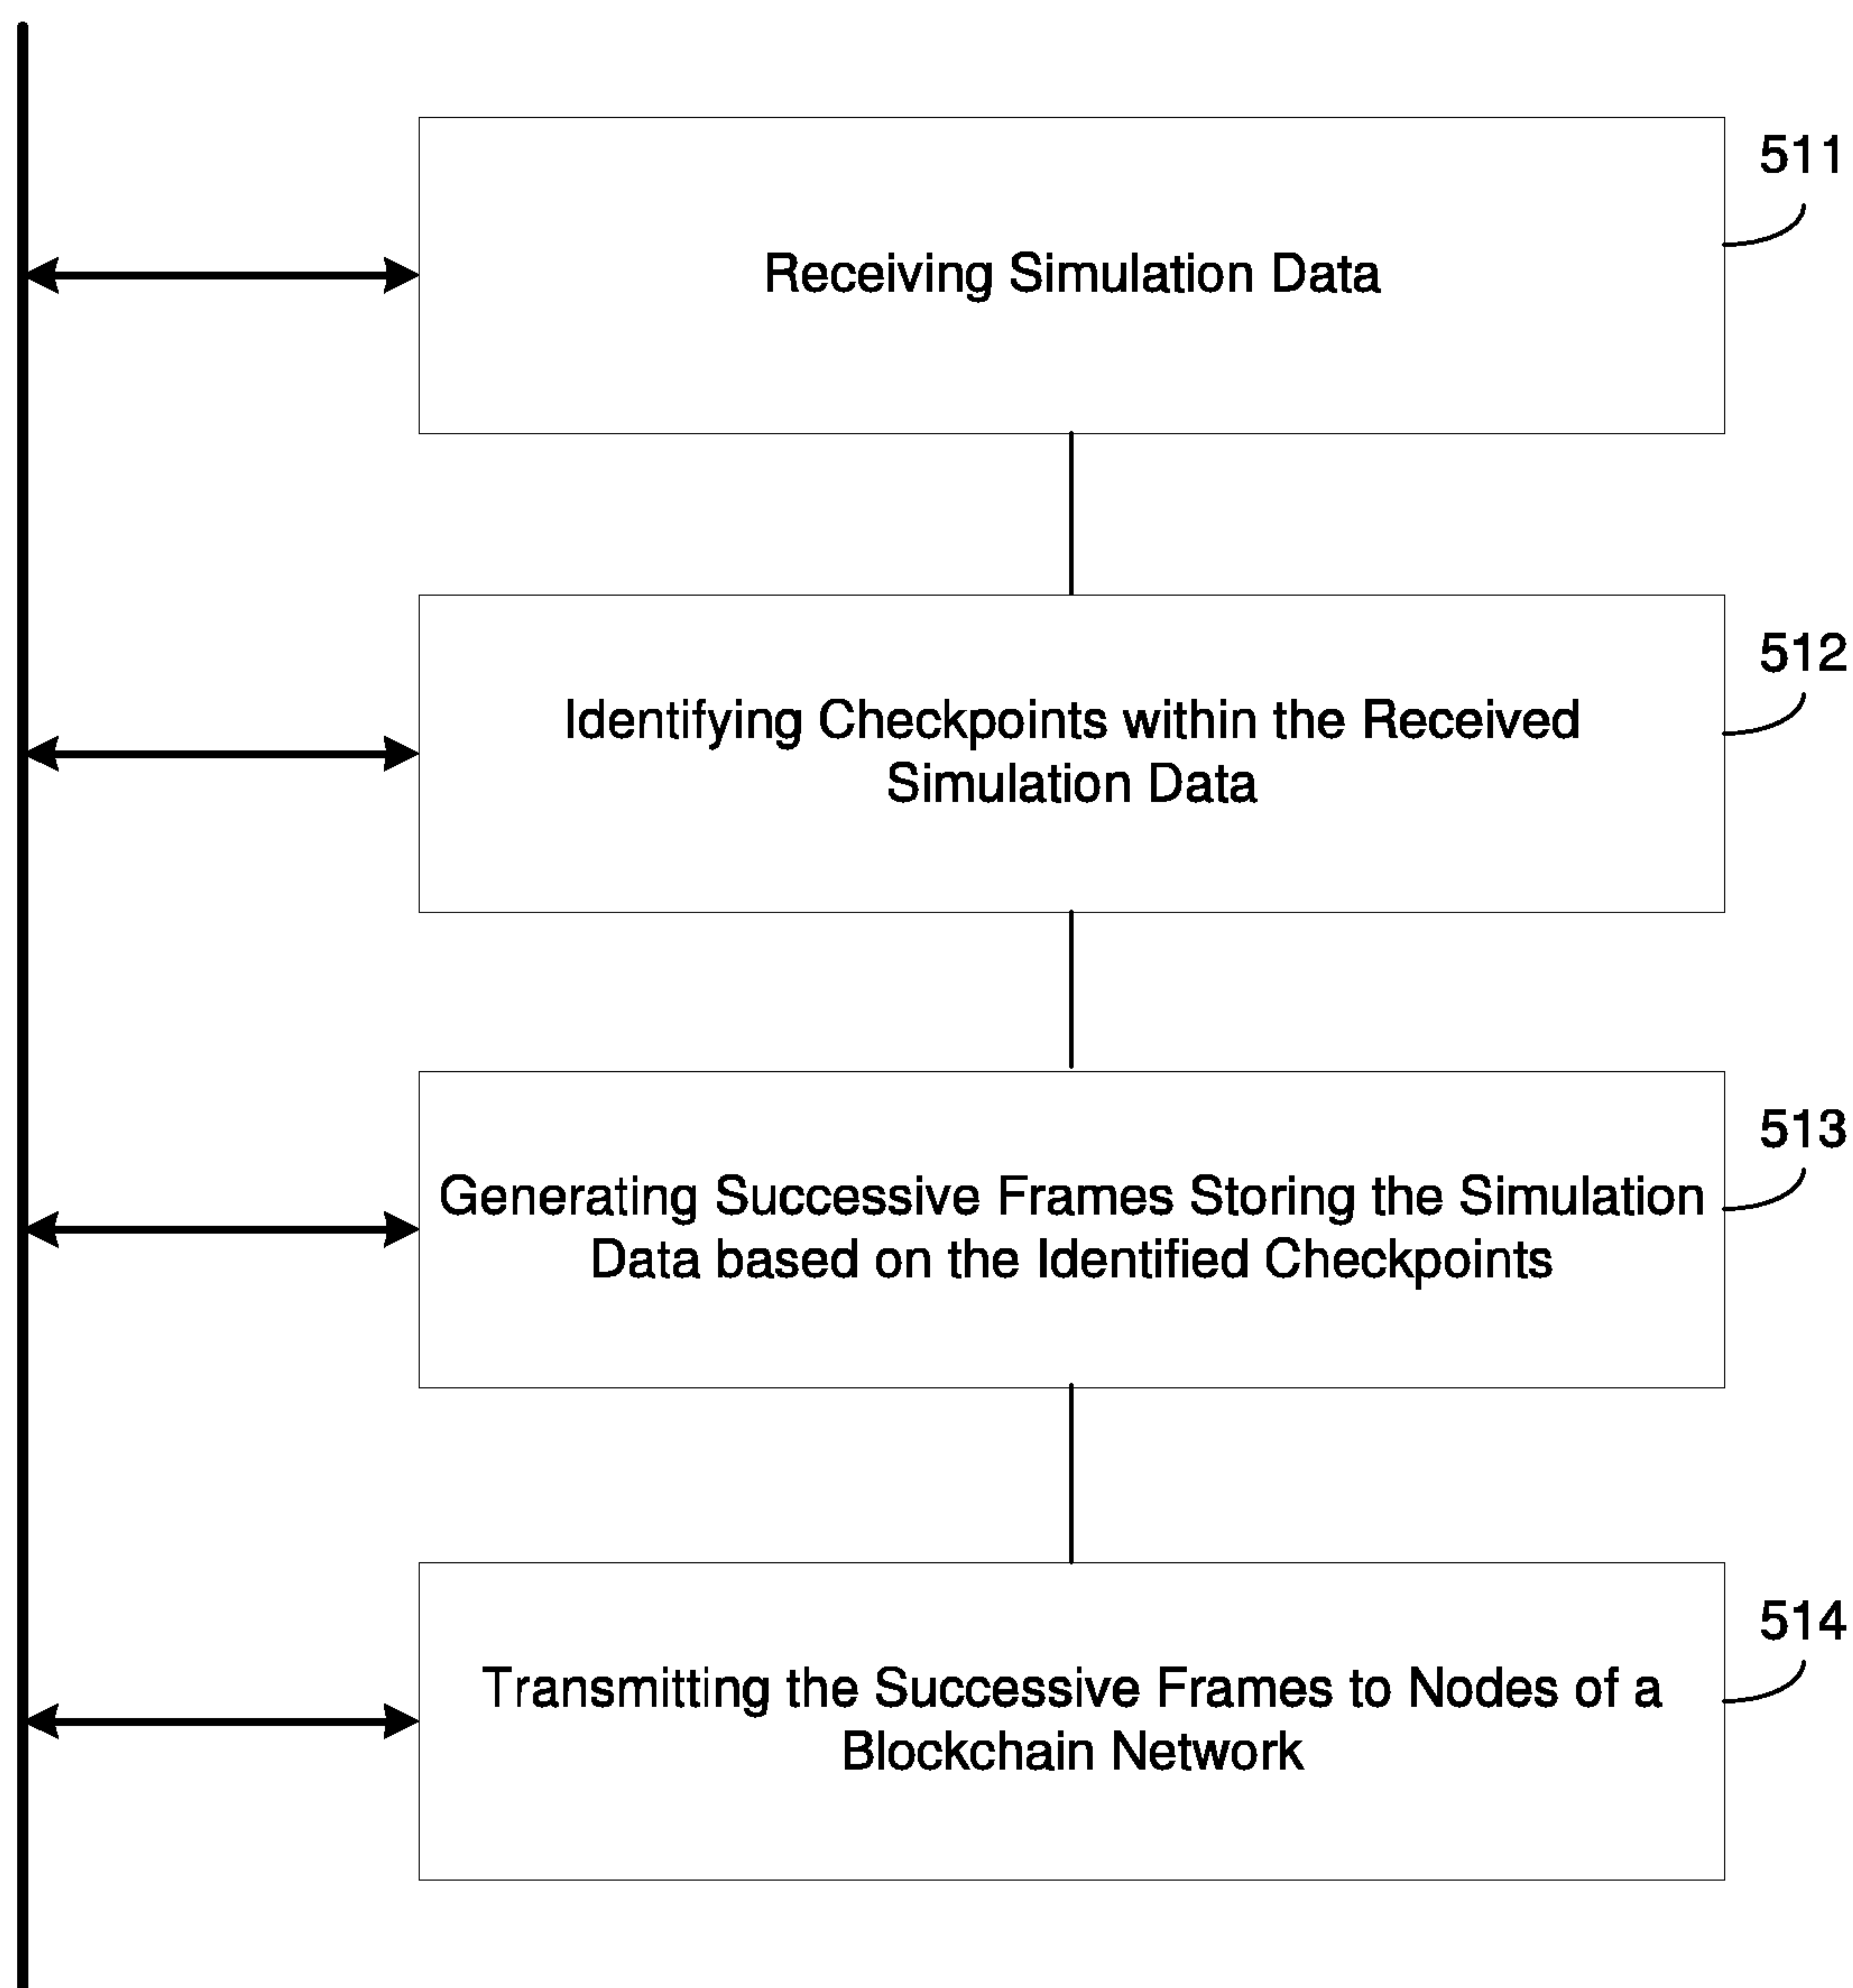 511
Receiving Simulation Data
512
Identifying Checkpoints within the Received
Simulation Data
513
Generating Successive Frames Storing the Simulation
Data based on the Identified Checkpoints
514
Transmitting the Successive Frames to Nodes of a
Blockchain Network